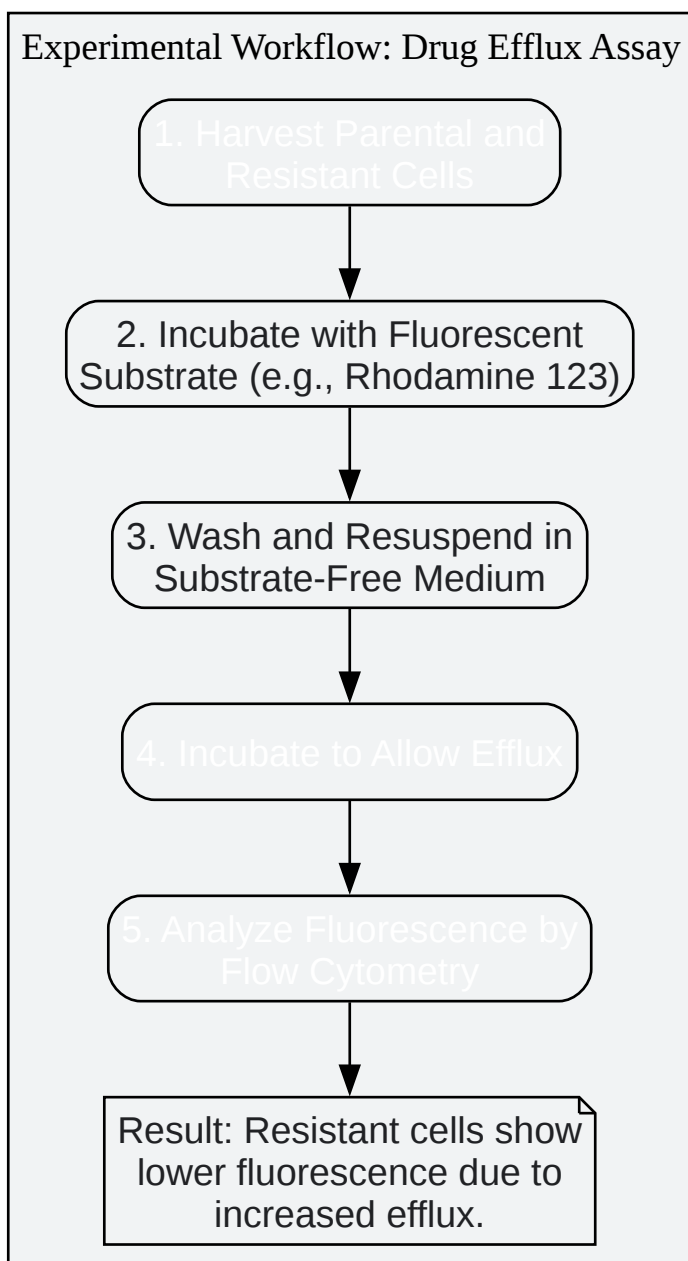 Experimental Workflow: Drug Efflux Assay
1. Harvest Parental and
Resistant Cells
2. Incubate with Fluorescent
Substrate (e.g., Rhodamine 123)
3. Wash and Resuspend in
Substrate-Free Medium
4. Incubate to Allow Efflux
5. Analyze Fluorescence by
Flow Cytometry
Result: Resistant cells show
lower fluorescence due to
increased efflux.